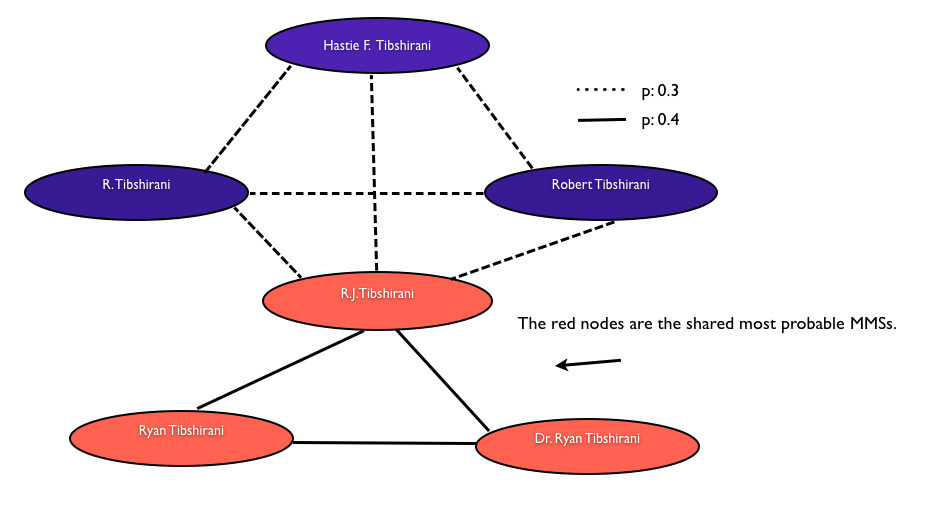 Hastie F. Tibshirani
p: 0.3
p: 0.4
R. Tibshirani
Robert Tibshirani
R.J. Tibshirani
The red nodes are the shared most probable MMSs.
Ryan Tibshirani
Dr. Ryan Tibshirani